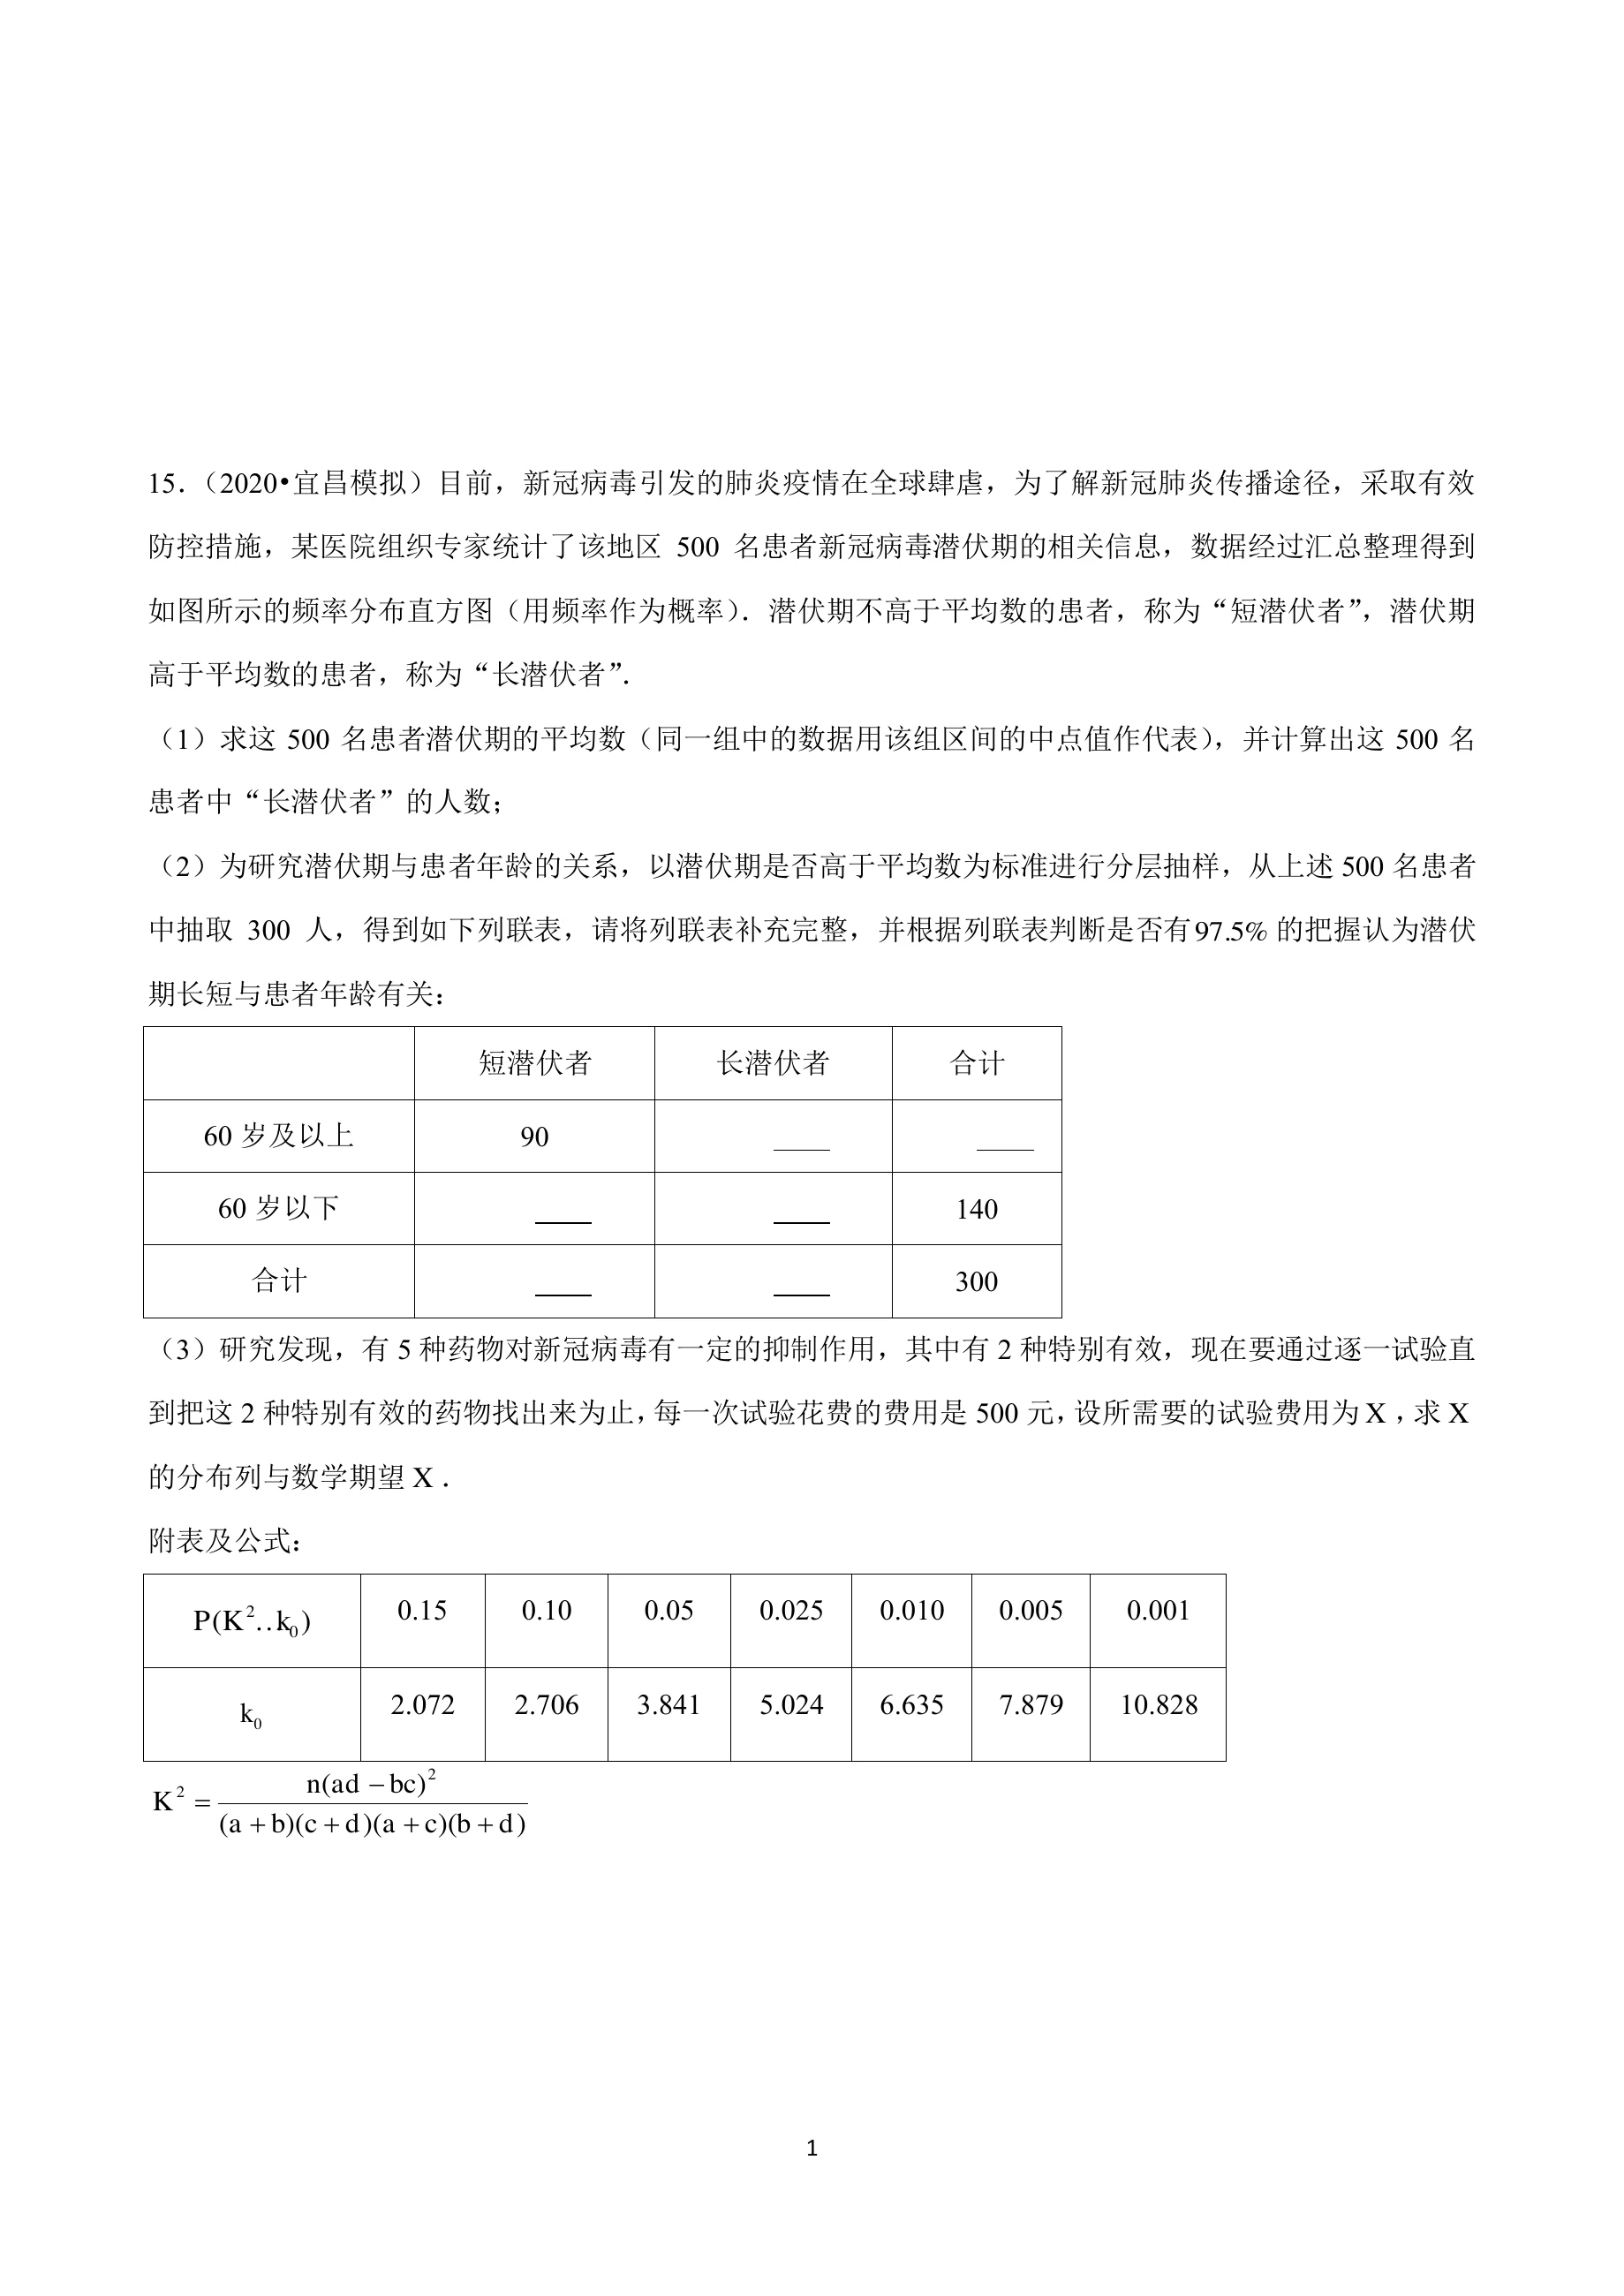 15.（2020•宜昌模拟）目前，新冠病毒引发的肺炎疫情在全球肆虐，为了解新冠肺炎传播途径，采取有效
防控措施，某医院组织专家统计了该地区 500 名患者新冠病毒潜伏期的相关信息，数据经过汇总整理得到
如图所示的频率分布直方图（用频率作为概率）．潜伏期不高于平均数的患者，称为“短潜伏者”，潜伏期
高于平均数的患者，称为“长潜伏者”．
（1）求这 500 名患者潜伏期的平均数（同一组中的数据用该组区间的中点值作代表），并计算出这 500 名
患者中“长潜伏者”的人数；
（2）为研究潜伏期与患者年龄的关系，以潜伏期是否高于平均数为标准进行分层抽样，从上述 500 名患者
中抽取 300 人，得到如下列联表，请将列联表补充完整，并根据列联表判断是否有97.5% 的把握认为潜伏
期长短与患者年龄有关：
短潜伏者 长潜伏者 合计
60 岁及以上 90 ____ ____
60 岁以下 ____ ____ 140
合计 ____ ____ 300
（3）研究发现，有 5 种药物对新冠病毒有一定的抑制作用，其中有 2 种特别有效，现在要通过逐一试验直
到把这 2 种特别有效的药物找出来为止，每一次试验花费的费用是 500 元，设所需要的试验费用为 X ，求 X
的分布列与数学期望 X ．
附表及公式：
P(K²‥k₀) 0.15 0.10 0.05 0.025 0.010 0.005 0.001
k₀ 2.072 2.706 3.841 5.024 6.635 7.879 10.828
K² = n(ad − bc)² / (a + b)(c + d)(a + c)(b + d)
1